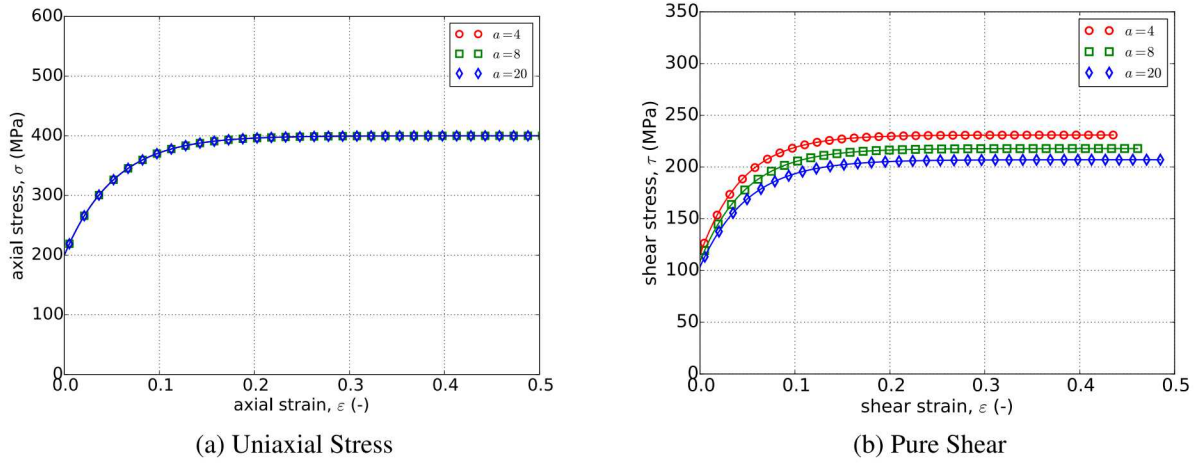 600
500
400
300
200
100
0
0.0 0.1 0.2 0.3 0.4 0.5
axial stress, σ (MPa)
axial strain, ε (-)
a = 4
a = 8
a = 20
(a) Uniaxial Stress
350
300
250
200
150
100
50
0
0.0 0.1 0.2 0.3 0.4 0.5
shear stress, τ (MPa)
shear strain, ε (-)
a = 4
a = 8
a = 20
(b) Pure Shear